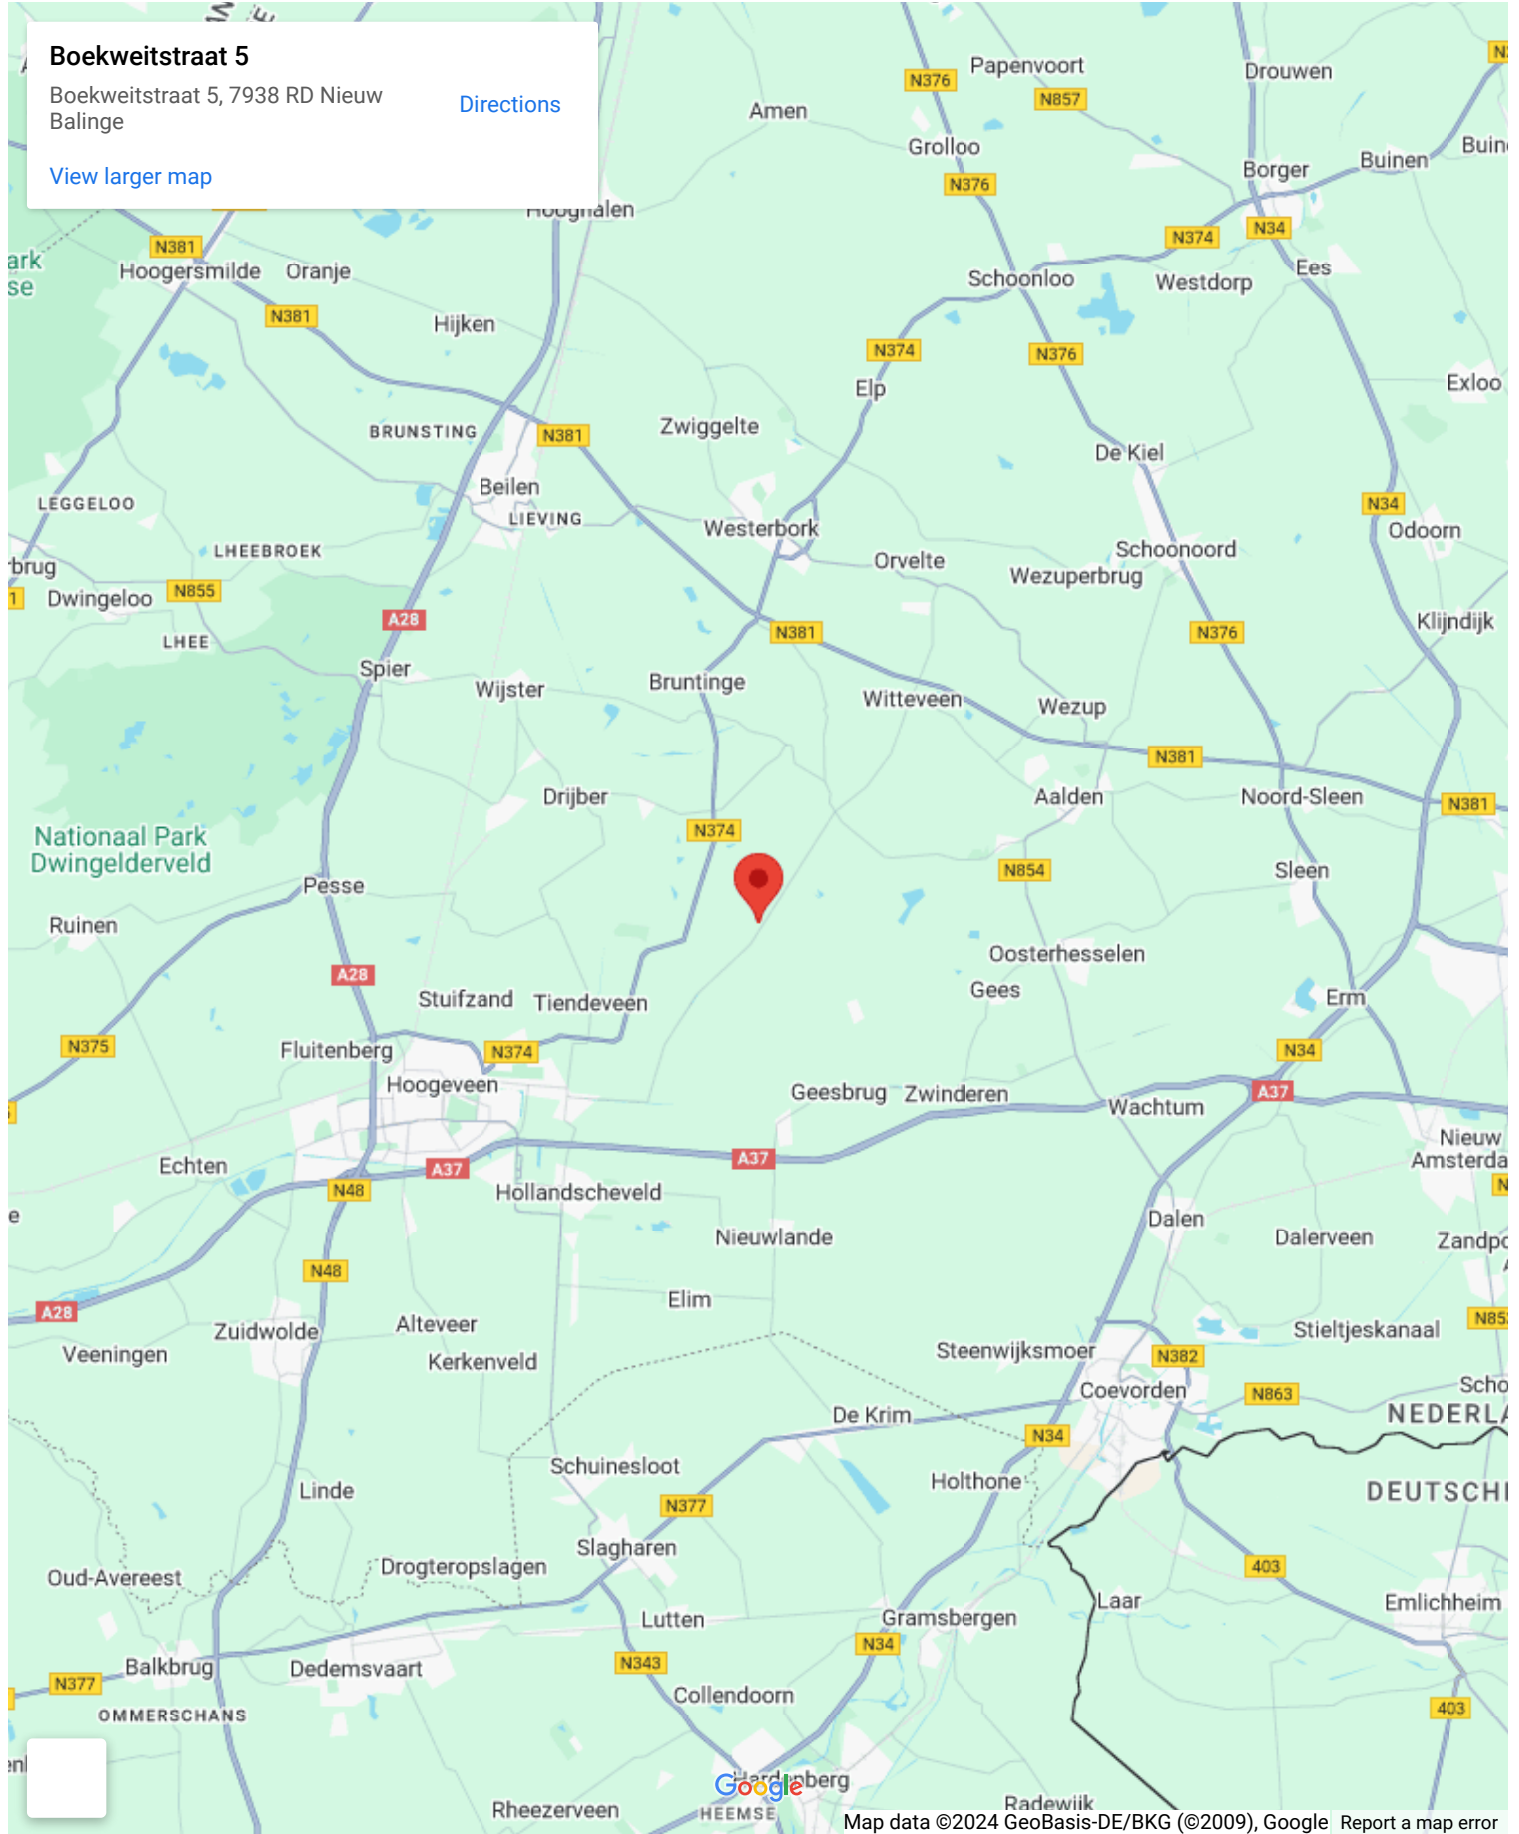 Boekweitstraat 5
Boekweitstraat 5, 7938 RD Nieuw
Balinge
Directions
View larger map
Papenvoort
Drouwen
N376
N857
Amen
Grolloo
N376
Borger
Buinen
N374
N34
Hooghalen
N381
Hoogersmilde
Oranje
Schoonloo
Westdorp
Ees
N381
Hijken
N374
N376
Elp
Exloo
BRUNSTING
N381
Zwiggelte
De Kiel
Beilen
LEGGELOO
LIEVING
Westerbork
N34
Odoorn
LHEEBROEK
Orvelte
Schoonoord
Wezuperbrug
Dwingeloo
N855
A28
N381
N376
Klijndijk
LHEE
Spier
Wijster
Bruntinge
Witteveen
Wezup
N381
Drijber
Aalden
Noord-Sleen
N381
Nationaal Park
Dwingelderveld
N374
N854
Sleen
Pesse
Ruinen
A28
Oosterhesselen
Gees
Stuifzand
Tiendeveen
Erm
N375
Fluitenberg
N374
N34
Hoogeveen
Geesbrug
Zwinderen
A37
Wachtum
Nieuw
Echten
A37
A37
N48
Hollandscheveld
Dalen
Nieuwlande
Dalerveen
N48
Elim
A28
Zuidwolde
Alteveer
Stieltjeskanaal
Veeningen
Kerkenveld
Steenwijksmoer
N382
Coevorden
N863
De Krim
N34
Schuinesloot
Holthone
Linde
N377
Slagharen
Oud-Avereest
Drogteropslagen
403
Laar
Emlichheim
Lutten
Gramsbergen
N34
Balkbrug
Dedemsvaart
N343
N377
Collendoorn
403
OMMERSCHANS
Google
Hardenberg
Rheezerveen
HEEMSE
Radewijk
Map data ©2024 GeoBasis-DE/BKG (©2009), Google
Report a map error